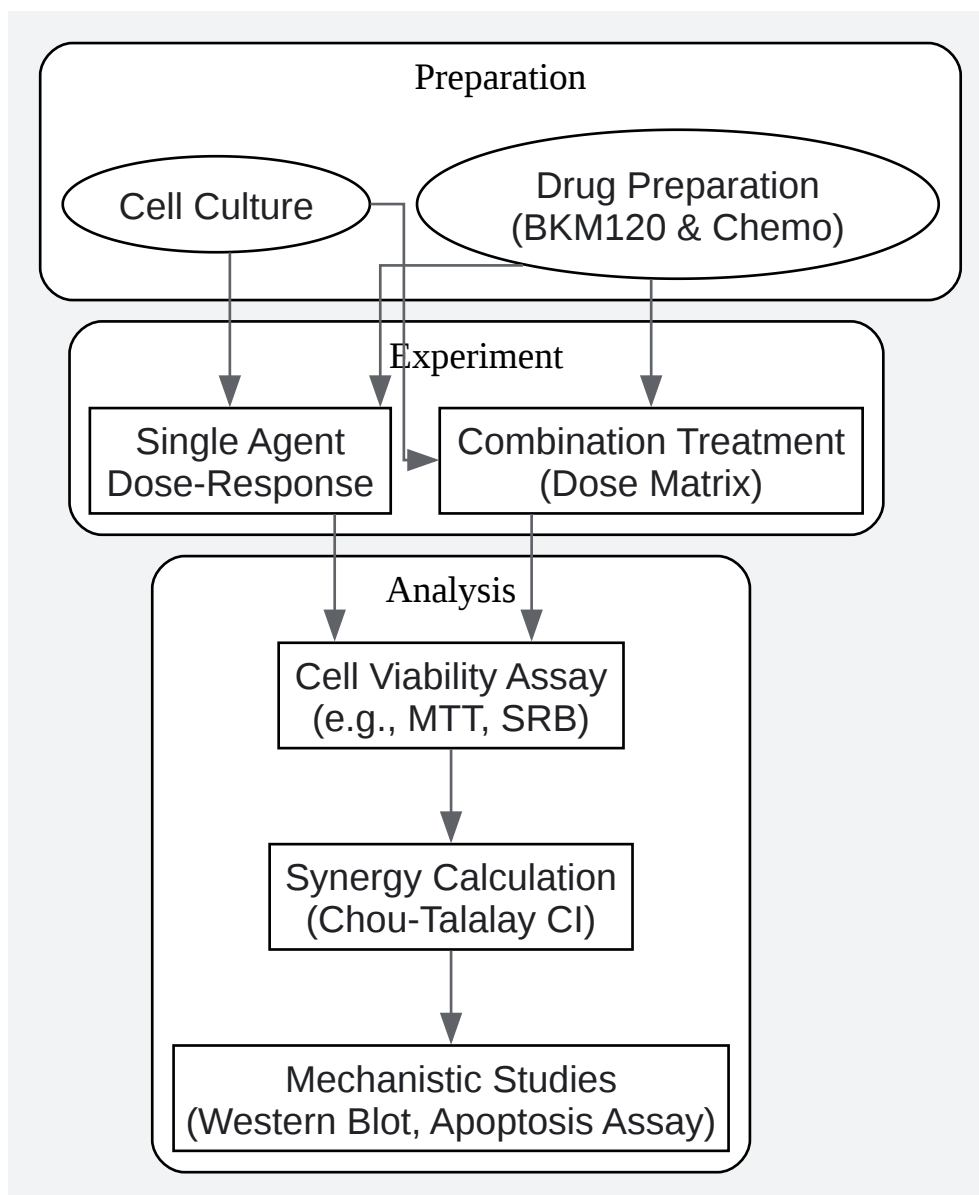 Preparation
Cell Culture
Drug Preparation
(BKM120 & Chemo)
Experiment
Single Agent
Dose-Response
Combination Treatment
(Dose Matrix)
Analysis
Cell Viability Assay
(e.g., MTT, SRB)
Synergy Calculation
(Chou-Talalay CI)
Mechanistic Studies
(Western Blot, Apoptosis Assay)